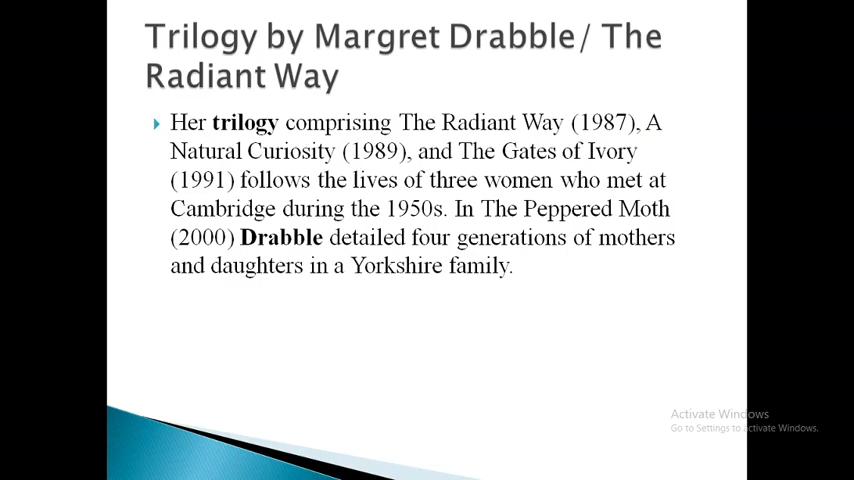 Trilogy by Margret Drabble/ The
Radiant Way
Her trilogy comprising The Radiant Way (1987), A
Natural Curiosity (1989), and The Gates of Ivory
(1991) follows the lives of three women who met at
Cambridge during the 1950s. In The Peppered Moth
(2000) Drabble detailed four generations of mothers
and daughters in a Yorkshire family.
Activate Windows
Go to Settings to activate Windows.